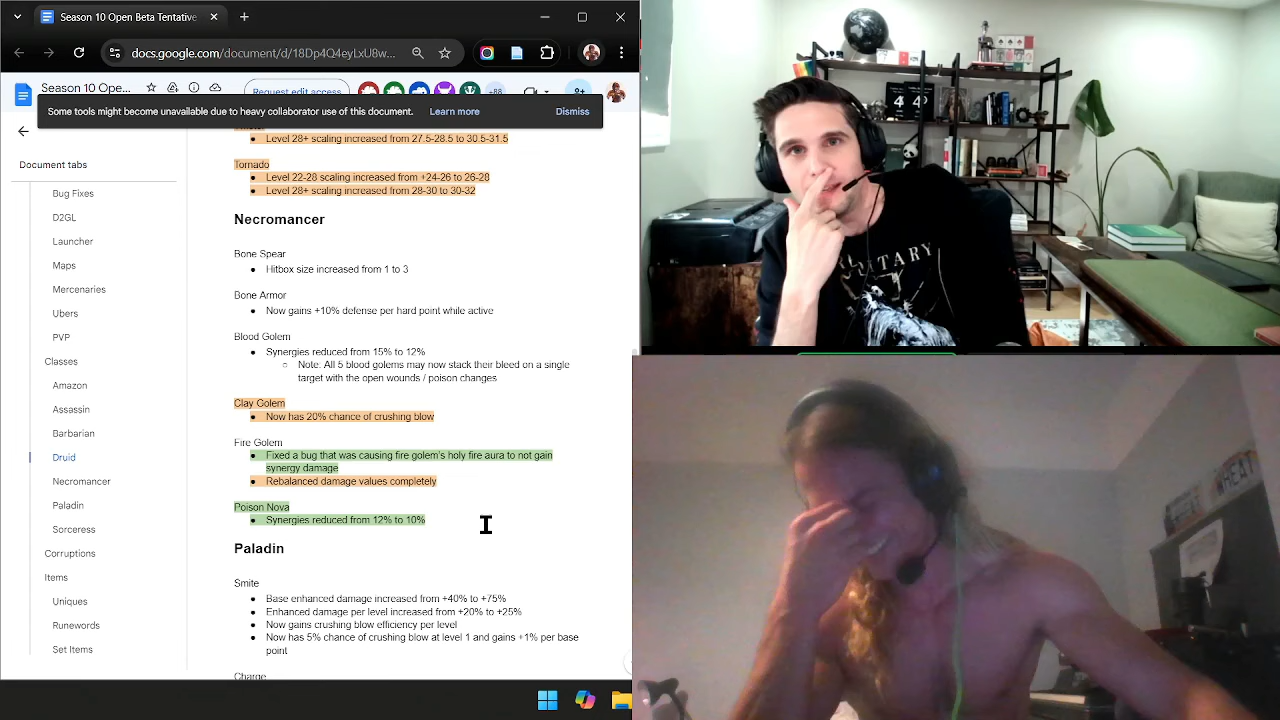 Season 10 Open Beta Tentative
docs.google.com/document/d/18Dp4Q4eyLxU8w...
Season 10 Ope...
Request edit access
+88
Some tools might become due to heavy collaborator use of this document. Learn more Dismiss
Document tabs
Bug Fixes
D2GL
Launcher
Maps
Mercenaries
Ubers
PVP
Classes
Amazon
Assassin
Barbarian
Druid
Necromancer
Paladin
Sorceress
Corruptions
Items
Uniques
Runewords
Set Items
Level 28+ scaling increased from 27.5-28.5 to 30.5-31.5
Tornado
Level 22-28 scaling increased from +24-26 to 26-28
Level 28+ scaling increased from 28-30 to 30-32
Necromancer
Bone Spear
Hitbox size increased from 1 to 3
Bone Armor
Now gains +10% defense per hard point while active
Blood Golem
Synergies reduced from 15% to 12%
Note: All 5 blood golems may now stack their bleed on a single
target with the open wounds / poison changes
Clay Golem
Now has 20% chance of crushing blow
Fire Golem
Fixed a bug that was causing fire golem's holy fire aura to not gain
synergy damage
Rebalanced damage values completely
Poison Nova
Synergies reduced from 12% to 10%
Paladin
Smite
Base enhanced damage increased from +40% to +75%
Enhanced damage per level increased from +20% to +25%
Now gains crushing blow efficiency per level
Now has 5% chance of crushing blow at level 1 and gains +1% per base
point
Charge
WHEAT